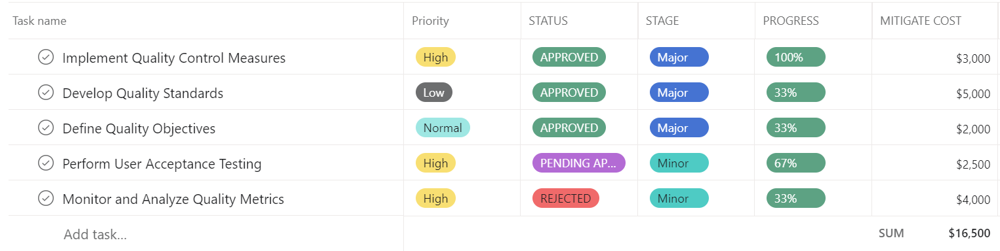 Task name Priority STATUS STAGE PROGRESS MITIGATE COST
Implement Quality Control Measures High APPROVED Major 100% $3,000
Develop Quality Standards Low APPROVED Major 33% $5,000
Define Quality Objectives Normal APPROVED Major 33% $2,000
Perform User Acceptance Testing High PENDING AP... Minor 67% $2,500
Monitor and Analyze Quality Metrics High REJECTED Minor 33% $4,000
Add task... SUM $16,500